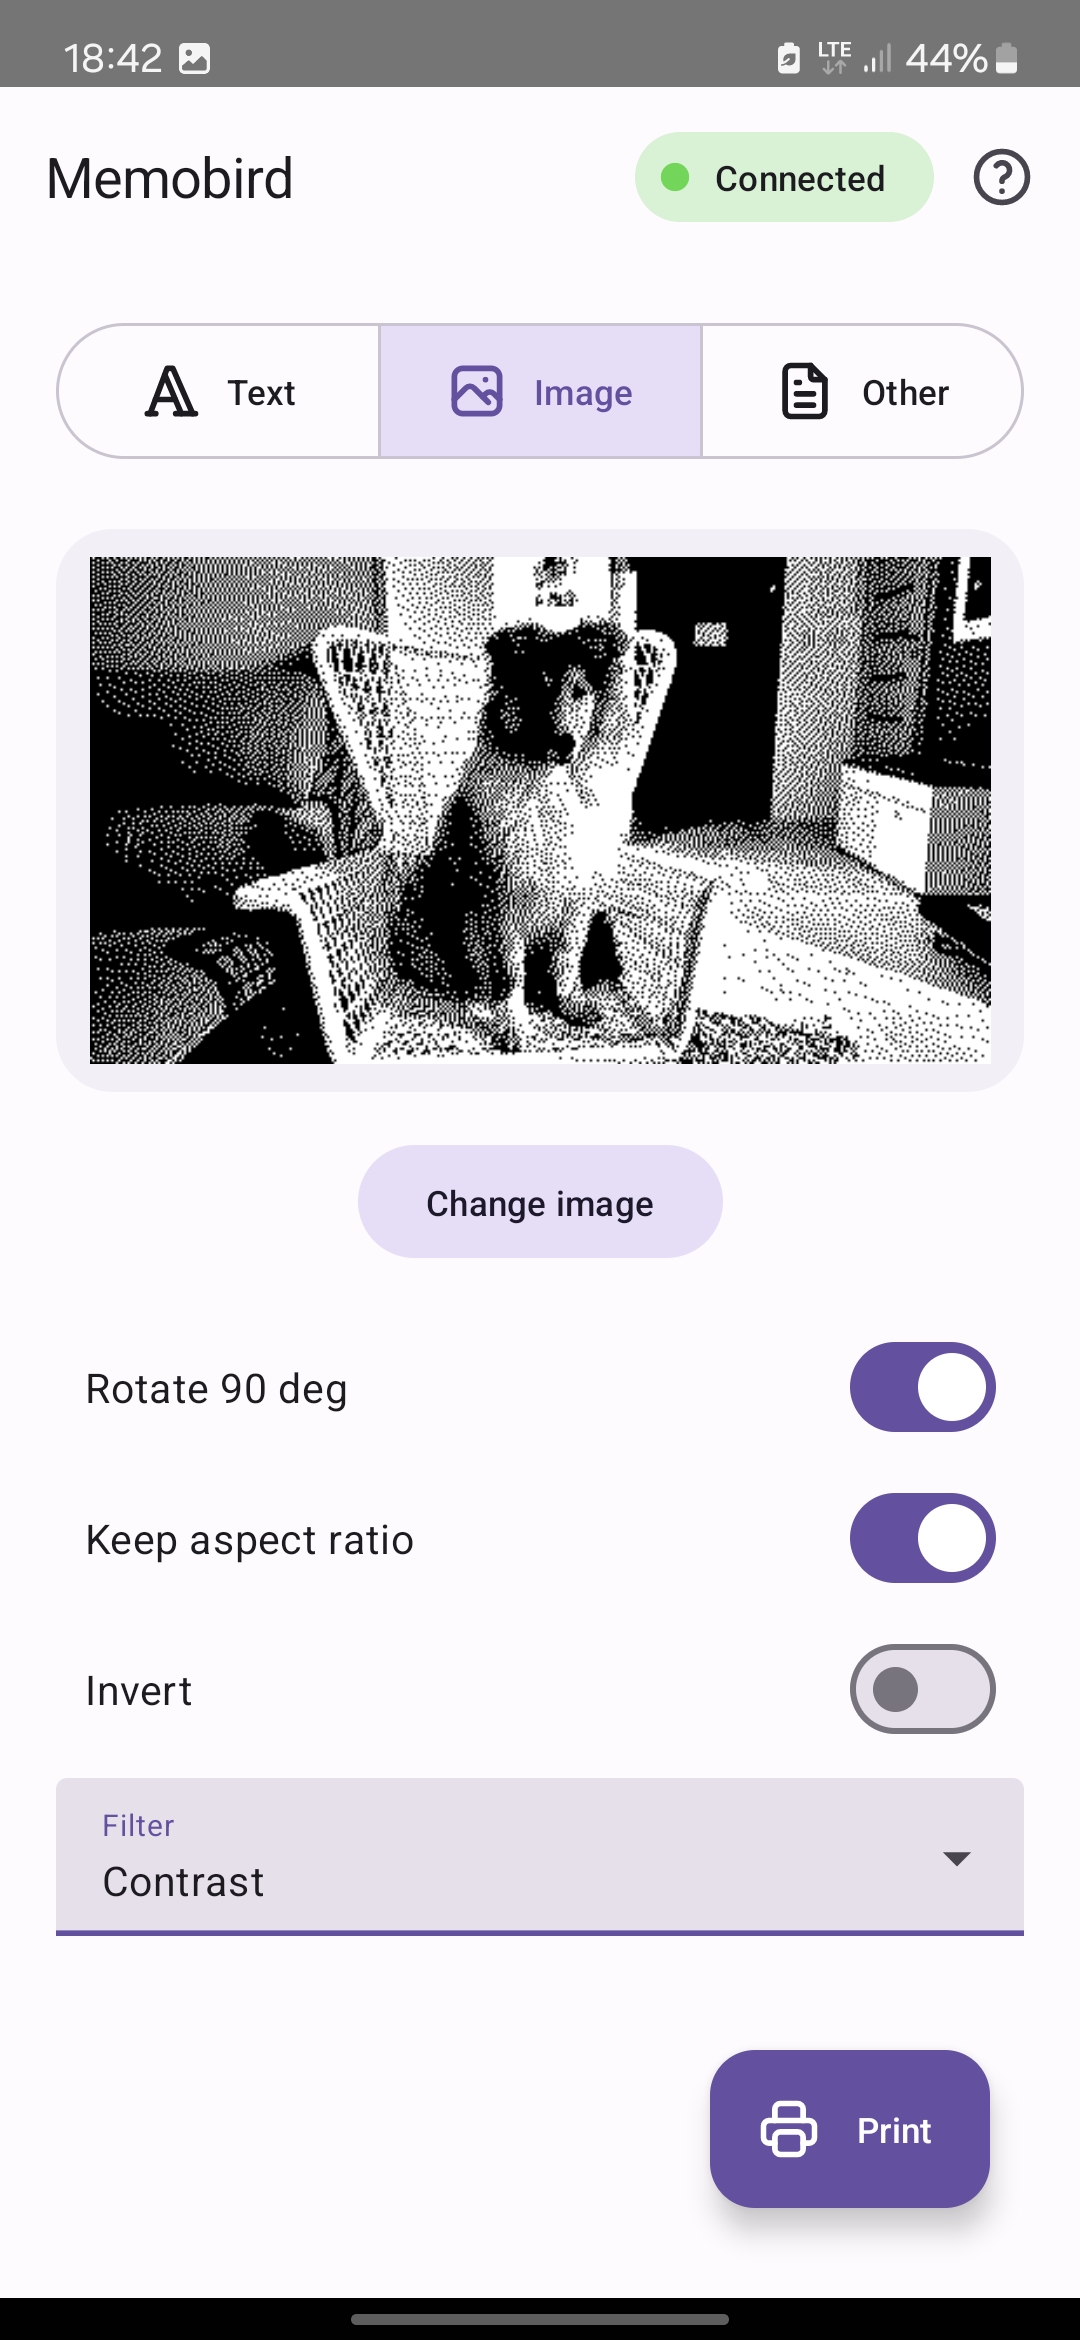 18:42 LTE 44%
Memobird Connected
Text Image Other
Change image
Rotate 90 deg
Keep aspect ratio
Invert
Filter
Contrast
Print